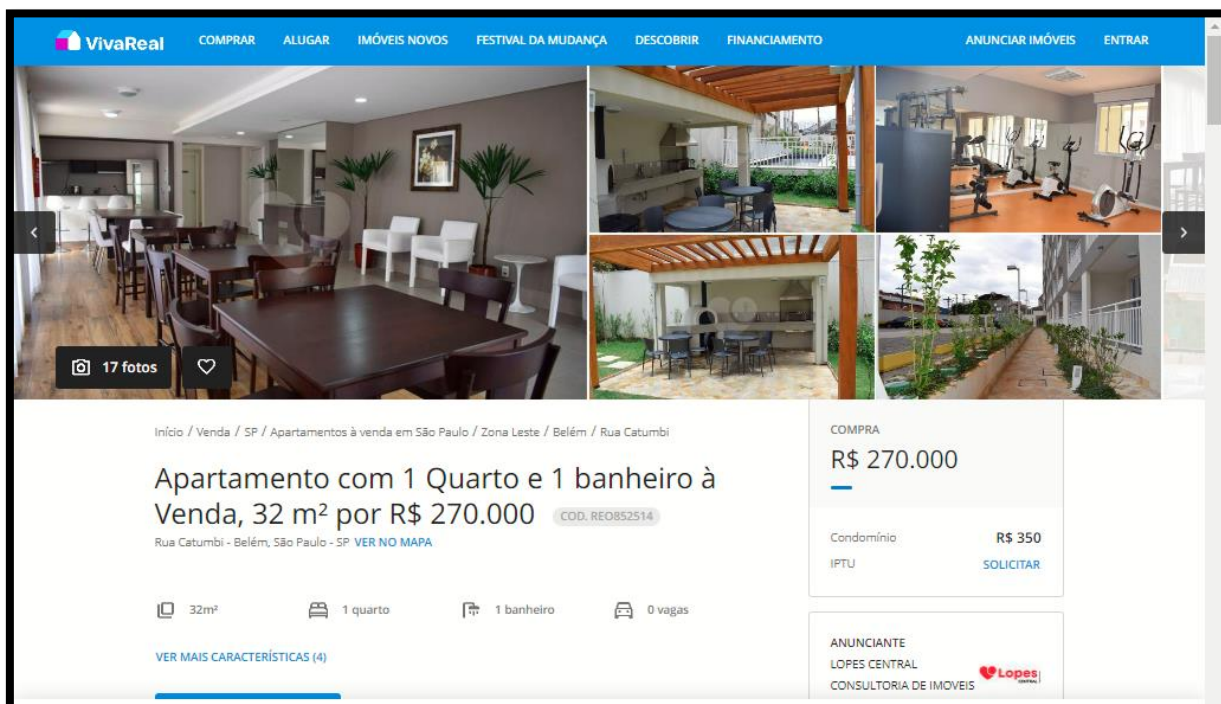 VivaReal COMPRAR ALUGAR IMÓVEIS NOVOS FESTIVAL DA MUDANÇA DESCOBRIR FINANCIAMENTO ANUNCIAR IMÓVEIS ENTRAR
17 fotos
Início / Venda / SP / Apartamentos à venda em São Paulo / Zona Leste / Belém / Rua Catumbi
Apartamento com 1 Quarto e 1 banheiro à
Venda, 32 m² por R$ 270.000 COD. REO852514
Rua Catumbi - Belém, São Paulo - SP VER NO MAPA
32m² 1 quarto 1 banheiro 0 vagas
VER MAIS CARACTERÍSTICAS (4)
COMPRA
R$ 270.000
Condomínio R$ 350
IPTU SOLICITAR
ANUNCIANTE
LOPES CENTRAL
CONSULTORIA DE IMOVEIS
Lopes
CENTRAL